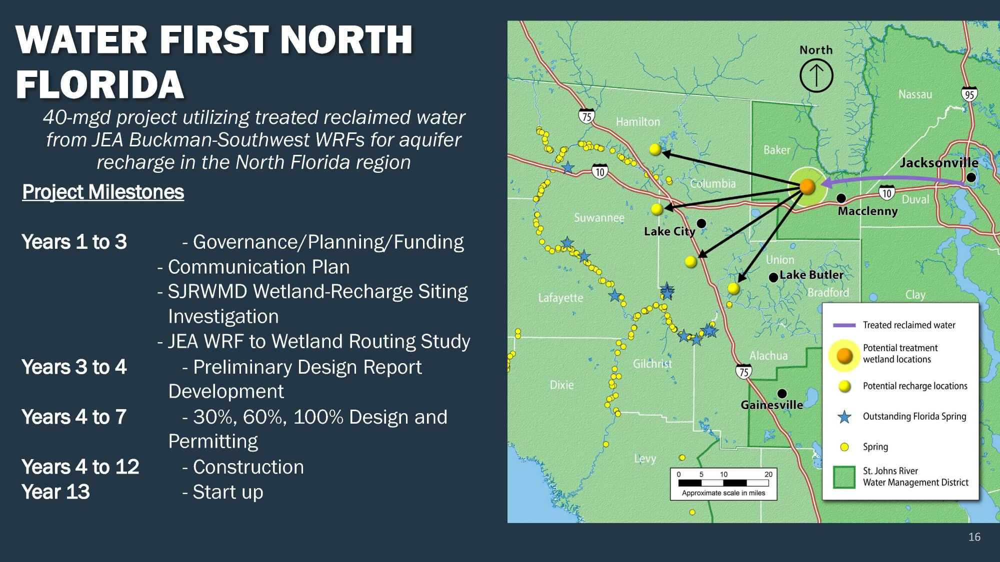 WATER FIRST NORTH
FLORIDA
40-mgd project utilizing treated reclaimed water
from JEA Buckman-Southwest WRFs for aquifer
recharge in the North Florida region
Project Milestones
Years 1 to 3 - Governance/Planning/Funding
- Communication Plan
- SJRWMD Wetland-Recharge Siting
Investigation
- JEA WRF to Wetland Routing Study
Years 3 to 4 - Preliminary Design Report
Development
Years 4 to 7 - 30%, 60%, 100% Design and
Permitting
Years 4 to 12 - Construction
Year 13 - Start up
North
Nassau
95
75
Hamilton
Baker
Jacksonville
10
Columbia
10
Duval
Macclenny
Suwannee
Lake City
Union
Lake Butler
Bradford
Lafayette
Clay
Gilchrist
Alachua
75
Dixie
Gainesville
Levy
0 5 10 20
Approximate scale in miles
Treated reclaimed water
Potential treatment
wetland locations
Potential recharge locations
Outstanding Florida Spring
Spring
St. Johns River
Water Management District
16